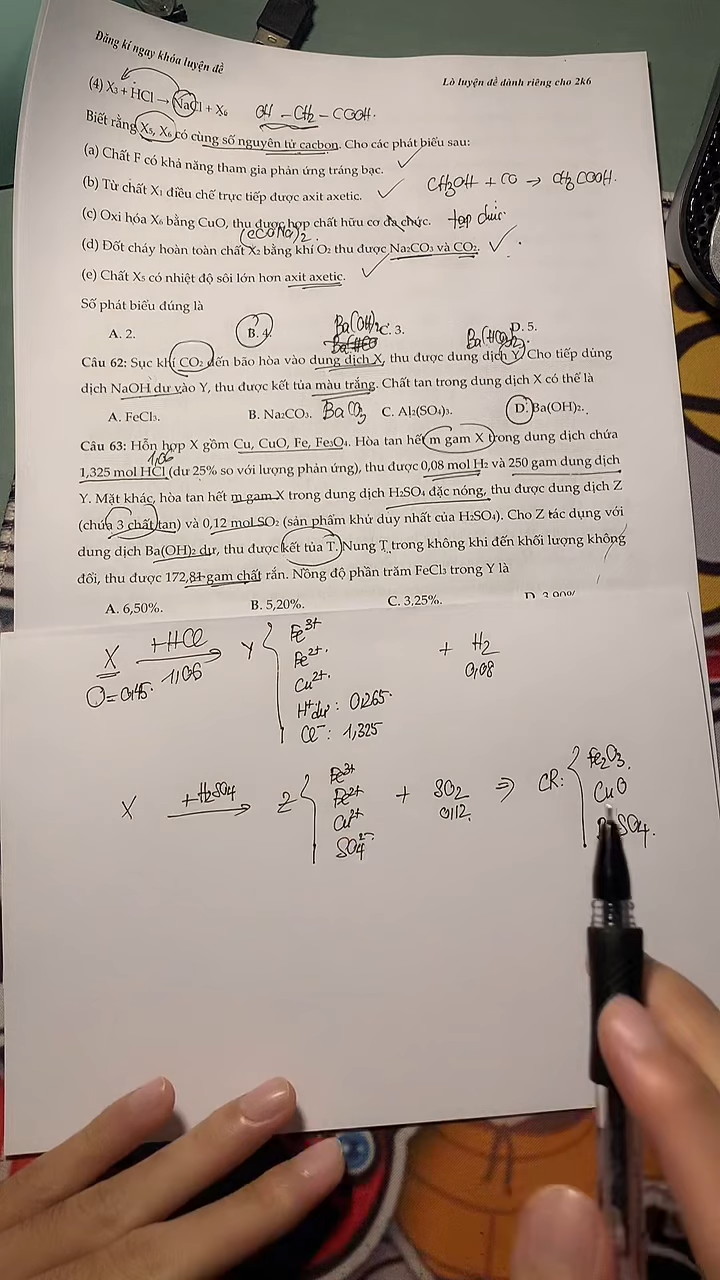 Đăng kí ngay khóa luyện đề
Lò luyện đề dành riêng cho 2k6
(4) X₃ + HCl → NaCl + X₆ OH – CH₂ – COOH.
Biết rằng X₅, X₆ có cùng số nguyên tử cacbon. Cho các phát biểu sau:
(a) Chất F có khả năng tham gia phản ứng tráng bạc. ✓
(b) Từ chất X₁ điều chế trực tiếp được axit axetic. ✓ CH₃OH + CO → CH₃COOH.
(c) Oxi hóa X₆ bằng CuO, thu được hợp chất hữu cơ đa chức. tạp chức.
(COONa)₂.
(d) Đốt cháy hoàn toàn chất X₂ bằng khí O₂ thu được Na₂CO₃ và CO₂. ✓
(e) Chất X₅ có nhiệt độ sôi lớn hơn axit axetic. ✓
Số phát biểu đúng là
Ba(OH)₂ Ba(HCO₃)₂.
A. 2. B. 4. C. 3. D. 5.
Câu 62: Sục khí CO₂ đến bão hòa vào dung dịch X, thu được dung dịch Y. Cho tiếp dùng
dịch NaOH dư vào Y, thu được kết tủa màu trắng. Chất tan trong dung dịch X có thể là
A. FeCl₃. B. Na₂CO₃. BaCO₃ C. Al₂(SO₄)₃. D. Ba(OH)₂.
Câu 63: Hỗn hợp X gồm Cu, CuO, Fe, Fe₃O₄. Hòa tan hết m gam X trong dung dịch chứa
1,06
1,325 mol HCl (dư 25% so với lượng phản ứng), thu được 0,08 mol H₂ và 250 gam dung dịch
Y. Mặt khác, hòa tan hết m gam X trong dung dịch H₂SO₄ đặc nóng, thu được dung dịch Z
(chứa 3 chất tan) và 0,12 mol SO₂ (sản phẩm khử duy nhất của H₂SO₄). Cho Z tác dụng với
dung dịch Ba(OH)₂ dư, thu được kết tủa T. Nung T trong không khí đến khối lượng không
đổi, thu được 172,81 gam chất rắn. Nồng độ phần trăm FeCl₃ trong Y là
A. 6,50%. B. 5,20%. C. 3,25%. D.
X +HCl → Y { Fe³⁺
O = 0,45. 1,06
Fe²⁺. + H₂
Cu²⁺. 0,08
H⁺ dư : 0,265.
Cl⁻ : 1,325
X +H₂SO₄ → Z { Fe³⁺ + SO₂ ⇒ CR: { Fe₂O₃.
Fe²⁺ 0,12. CuO
Cu²⁺ SO₄.
SO₄²⁻